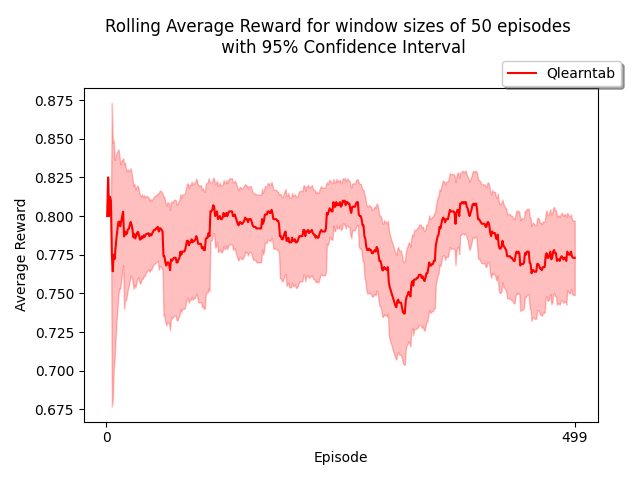 Rolling Average Reward for window sizes of 50 episodes
with 95% Confidence Interval
Qlearntab
0.875
0.850
0.825
0.800
0.775
0.750
0.725
0.700
0.675
Average Reward
0
499
Episode